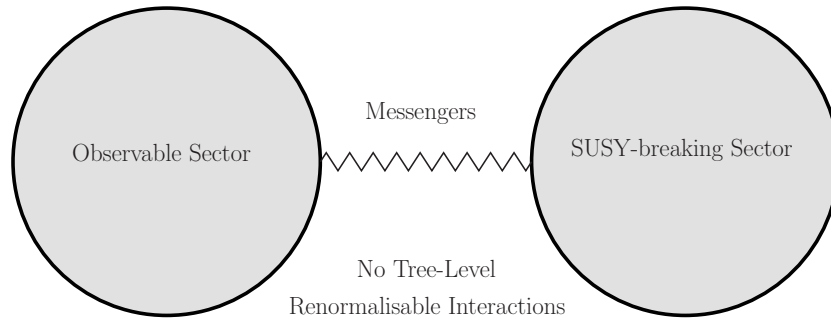 Messengers
Observable Sector
SUSY-breaking Sector
No Tree-Level
Renormalisable Interactions